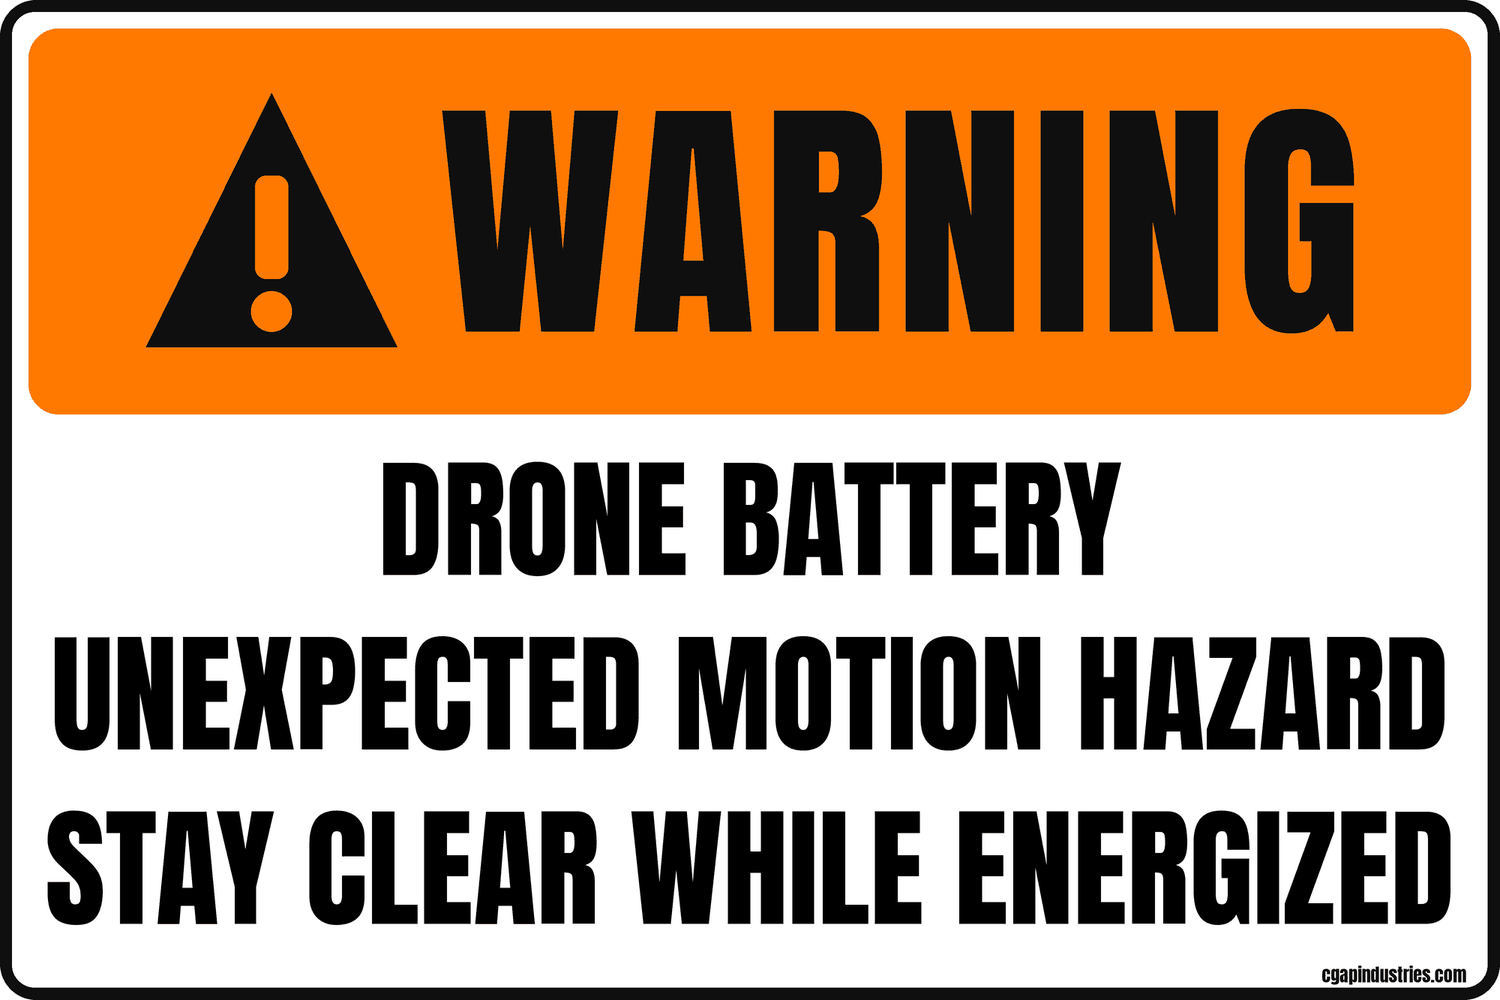 WARNING
DRONE BATTERY
UNEXPECTED MOTION HAZARD
STAY CLEAR WHILE ENERGIZED
cgapindustries.com